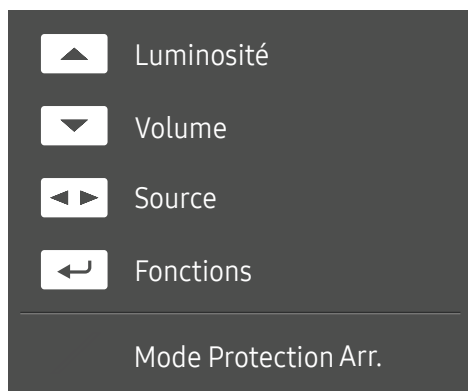 Luminosité
Volume
Source
Fonctions
Mode Protection Arr.